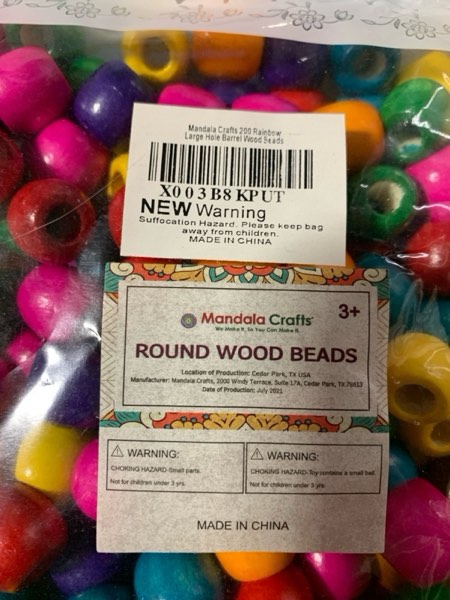 Mandala Crafts 200 Rainbow
Large Hole Barrel Wood Beads
X003B8KPUT
NEW Warning
Suffocation Hazard. Please keep bag
away from children.
MADE IN CHINA
Mandala Crafts
3+
We Make It, So You Can Make It.
ROUND WOOD BEADS
Location of Production: Cedar Park, TX USA
Manufacturer: Mandala Crafts, 2000 Windy Terrace, Suite 17A, Cedar Park, TX 78613
Date of Production: July 2021
WARNING:
CHOKING HAZARD-Small parts.
Not for children under 3 yrs.
WARNING:
CHOKING HAZARD-Toy contains a small ball.
Not for children under 3 yrs.
MADE IN CHINA